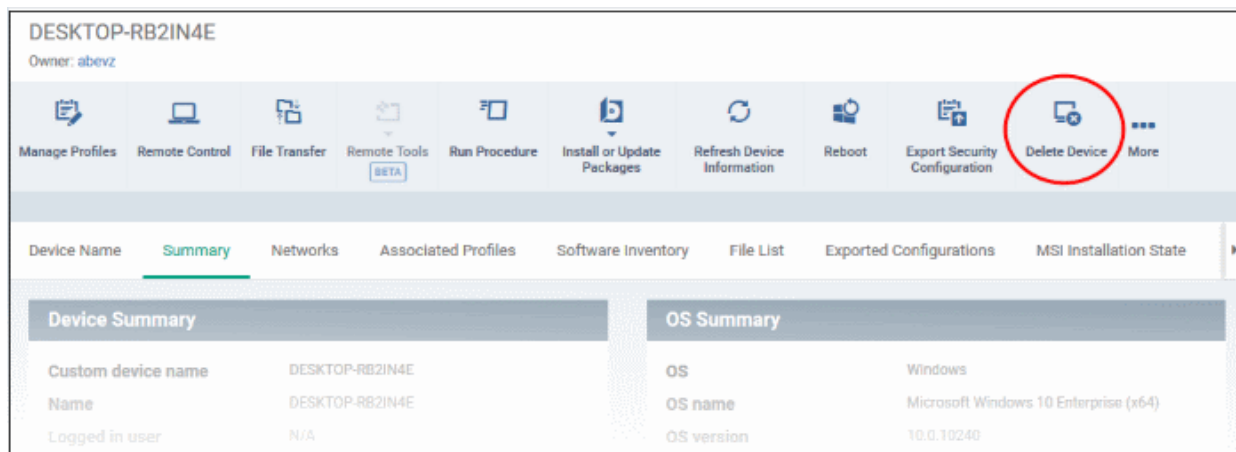 DESKTOP-RB2IN4E
Owner: abevz
Manage Profiles
Remote Control
File Transfer
Remote Tools
BETA
Run Procedure
Install or Update
Packages
Refresh Device
Information
Reboot
Export Security
Configuration
Delete Device
More
Device Name
Summary
Networks
Associated Profiles
Software Inventory
File List
Exported Configurations
MSI Installation State
Device Summary
Custom device name DESKTOP-RB2IN4E
Name DESKTOP-RB2IN4E
Logged in user N/A
OS Summary
OS Windows
OS name Microsoft Windows 10 Enterprise (x64)
OS version 10.0.10240